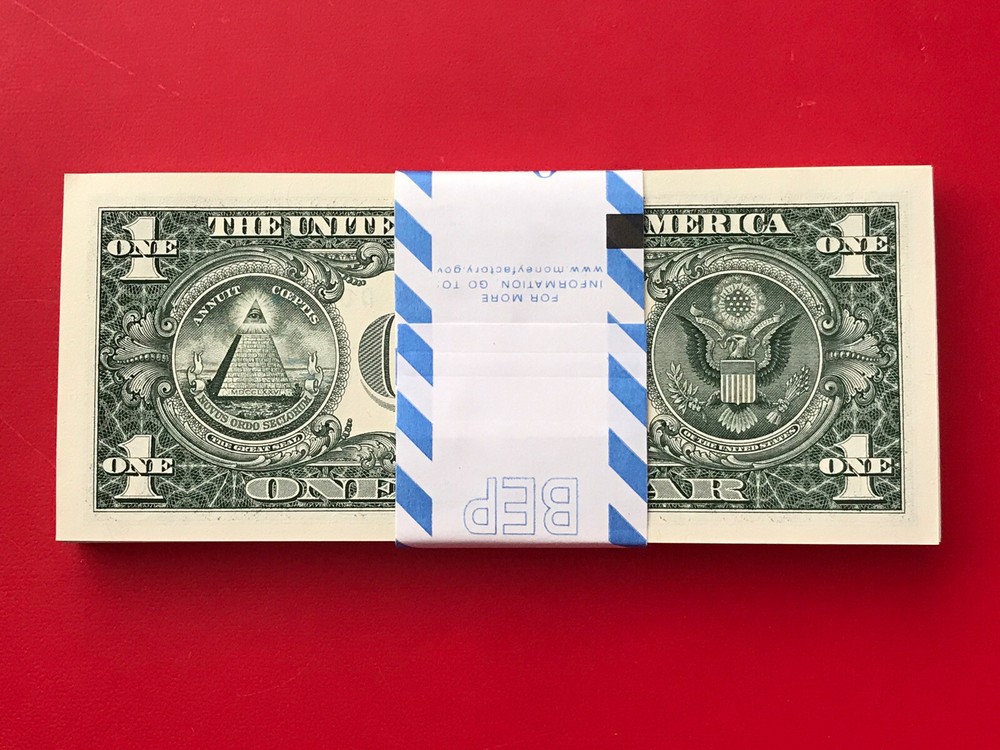 THE UNITE
MERICA
1
ONE
1
ONE
ANNUIT CŒPTIS
www.moneyfactory.gov
INFORMATION GO TO:
FOR MORE
MDCCLXXVI
NOVUS ORDO SECLORUM
THE GREAT SEAL
OF THE UNITED STATES
1
ONE
1
ONE
ONE
AR
BEP